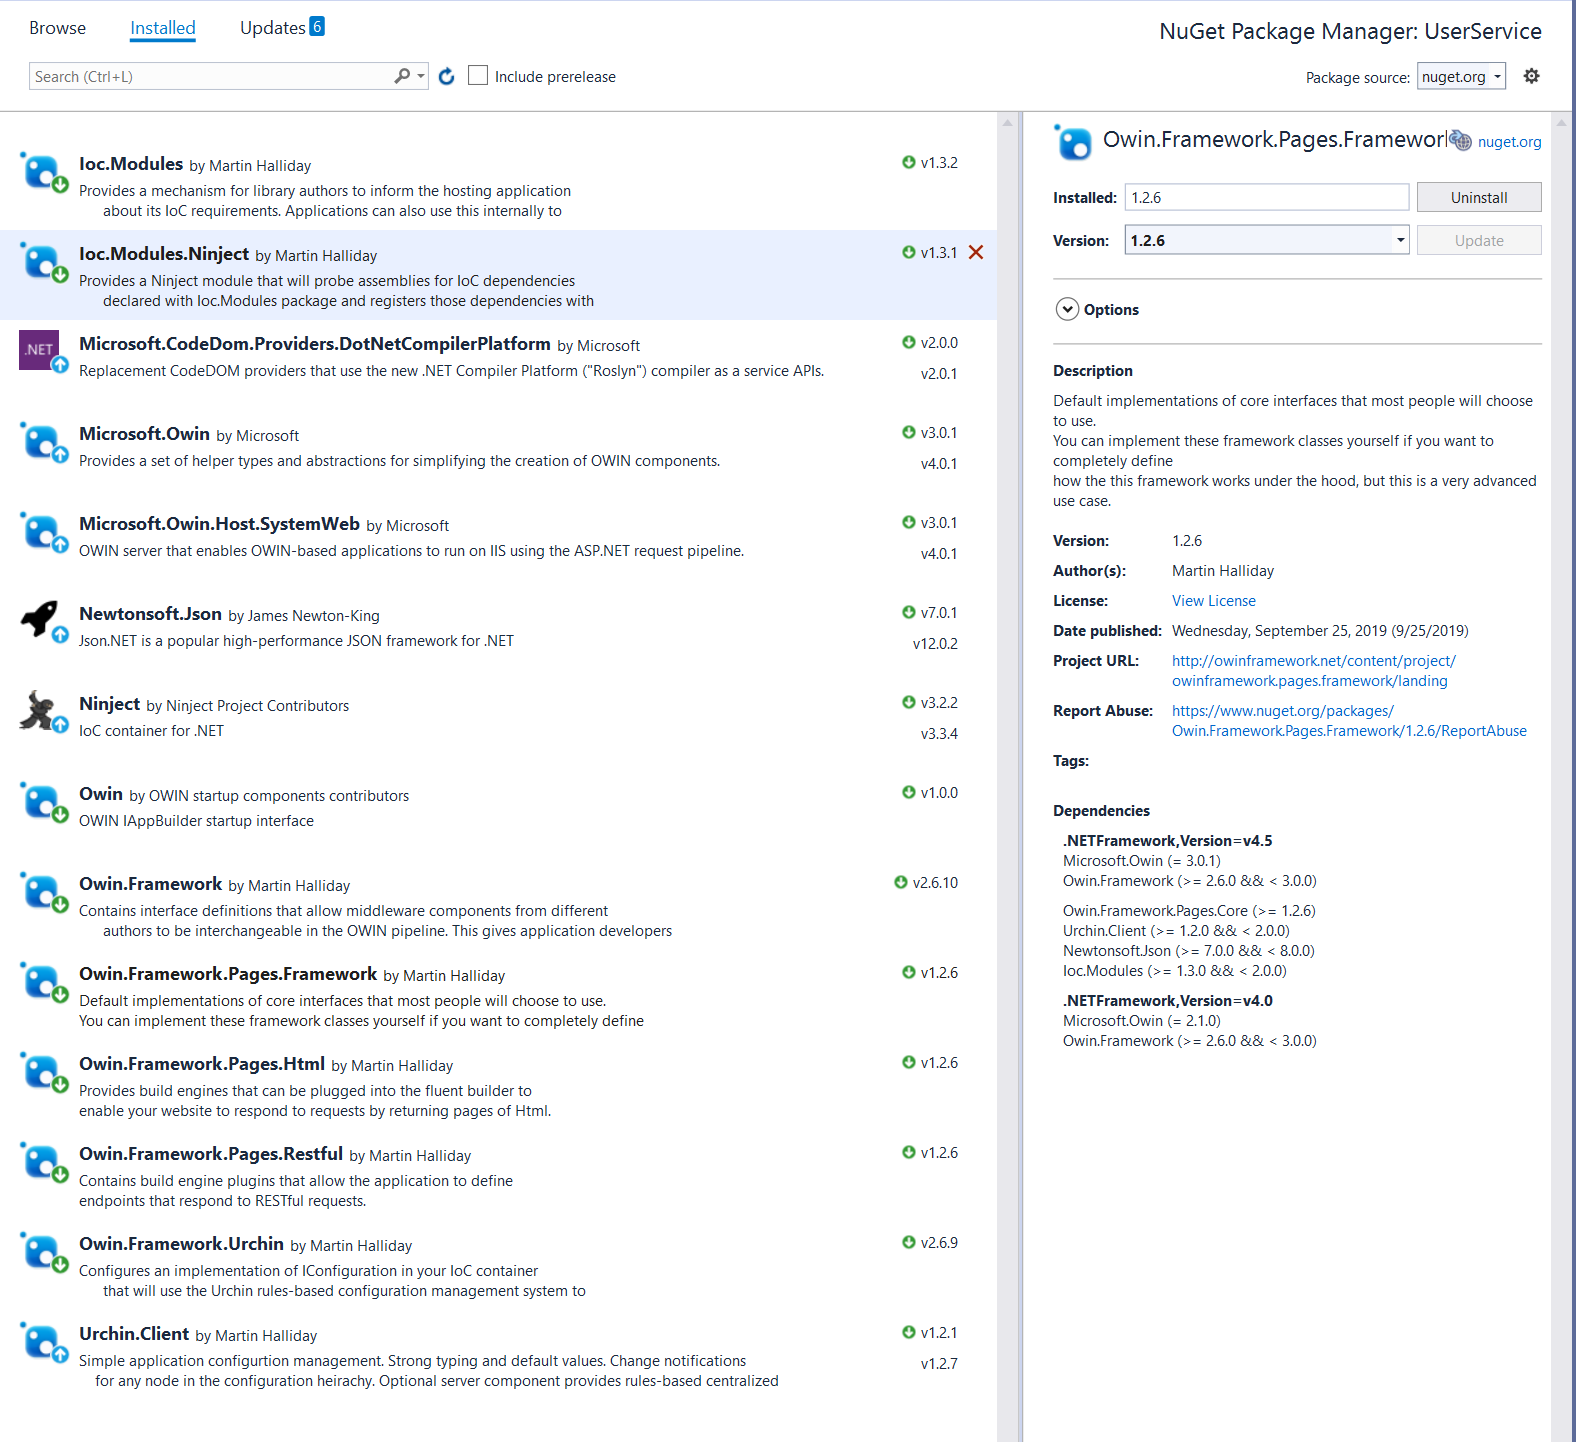 Browse
Installed
Updates 6
NuGet Package Manager: UserService
Search (Ctrl+L)
Include prerelease
Package source: nuget.org
Ioc.Modules by Martin Halliday
v1.3.2
Provides a mechanism for library authors to inform the hosting application
about its IoC requirements. Applications can also use this internally to
Ioc.Modules.Ninject by Martin Halliday
v1.3.1
Provides a Ninject module that will probe assemblies for IoC dependencies
declared with Ioc.Modules package and registers those dependencies with
.NET
Microsoft.CodeDom.Providers.DotNetCompilerPlatform by Microsoft
v2.0.0
Replacement CodeDOM providers that use the new .NET Compiler Platform ("Roslyn") compiler as a service APIs.
v2.0.1
Microsoft.Owin by Microsoft
v3.0.1
Provides a set of helper types and abstractions for simplifying the creation of OWIN components.
v4.0.1
Microsoft.Owin.Host.SystemWeb by Microsoft
v3.0.1
OWIN server that enables OWIN-based applications to run on IIS using the ASP.NET request pipeline.
v4.0.1
Newtonsoft.Json by James Newton-King
v7.0.1
Json.NET is a popular high-performance JSON framework for .NET
v12.0.2
Ninject by Ninject Project Contributors
v3.2.2
IoC container for .NET
v3.3.4
Owin by OWIN startup components contributors
v1.0.0
OWIN IAppBuilder startup interface
Owin.Framework by Martin Halliday
v2.6.10
Contains interface definitions that allow middleware components from different
authors to be interchangeable in the OWIN pipeline. This gives application developers
Owin.Framework.Pages.Framework by Martin Halliday
v1.2.6
Default implementations of core interfaces that most people will choose to use.
You can implement these framework classes yourself if you want to completely define
Owin.Framework.Pages.Html by Martin Halliday
v1.2.6
Provides build engines that can be plugged into the fluent builder to
enable your website to respond to requests by returning pages of Html.
Owin.Framework.Pages.Restful by Martin Halliday
v1.2.6
Contains build engine plugins that allow the application to define
endpoints that respond to RESTful requests.
Owin.Framework.Urchin by Martin Halliday
v2.6.9
Configures an implementation of IConfiguration in your IoC container
that will use the Urchin rules-based configuration management system to
Urchin.Client by Martin Halliday
v1.2.1
Simple application configurtion management. Strong typing and default values. Change notifications
v1.2.7
for any node in the configuration heirachy. Optional server component provides rules-based centralized
Owin.Framework.Pages.Framework
nuget.org
Installed: 1.2.6
Uninstall
Version: 1.2.6
Update
Options
Description
Default implementations of core interfaces that most people will choose
to use.
You can implement these framework classes yourself if you want to
completely define
how the this framework works under the hood, but this is a very advanced
use case.
Version: 1.2.6
Author(s): Martin Halliday
License: View License
Date published: Wednesday, September 25, 2019 (9/25/2019)
Project URL: http://owinframework.net/content/project/
owinframework.pages.framework/landing
Report Abuse: https://www.nuget.org/packages/
Owin.Framework.Pages.Framework/1.2.6/ReportAbuse
Tags:
Dependencies
.NETFramework,Version=v4.5
Microsoft.Owin (= 3.0.1)
Owin.Framework (>= 2.6.0 && < 3.0.0)
Owin.Framework.Pages.Core (>= 1.2.6)
Urchin.Client (>= 1.2.0 && < 2.0.0)
Newtonsoft.Json (>= 7.0.0 && < 8.0.0)
Ioc.Modules (>= 1.3.0 && < 2.0.0)
.NETFramework,Version=v4.0
Microsoft.Owin (= 2.1.0)
Owin.Framework (>= 2.6.0 && < 3.0.0)